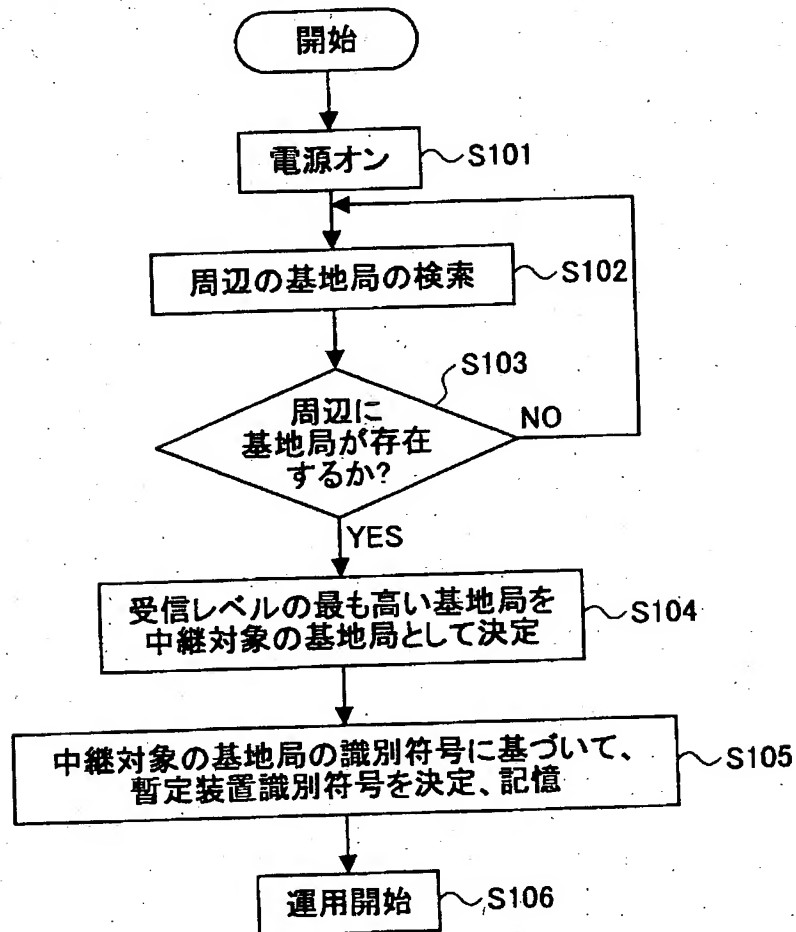 開始
電源オン
S101
周辺の基地局の検索
S102
S103
周辺に
基地局が存在
するか?
NO
YES
受信レベルの最も高い基地局を
中継対象の基地局として決定
S104
中継対象の基地局の識別符号に基づいて、
暫定装置識別符号を決定、記憶
S105
運用開始
S106